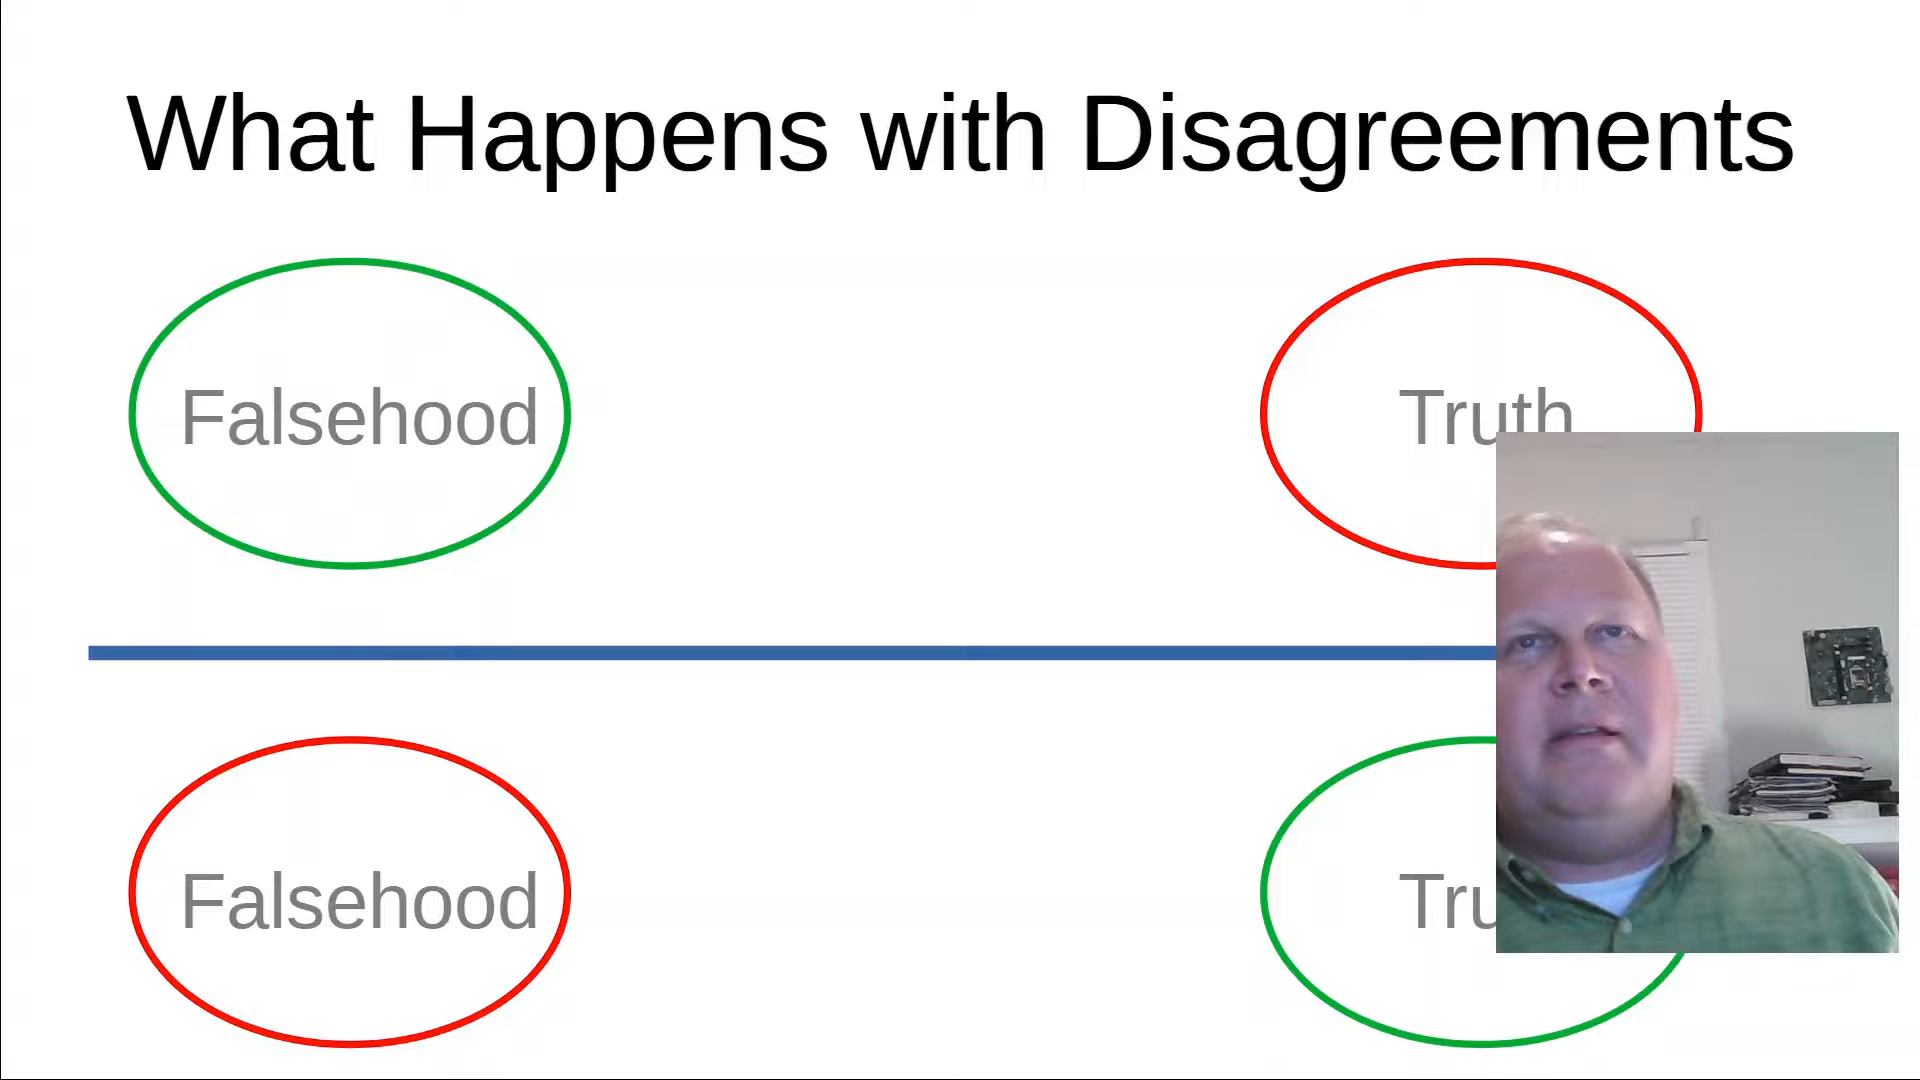 What Happens with Disagreements
Falsehood
Truth
Falsehood
Tru